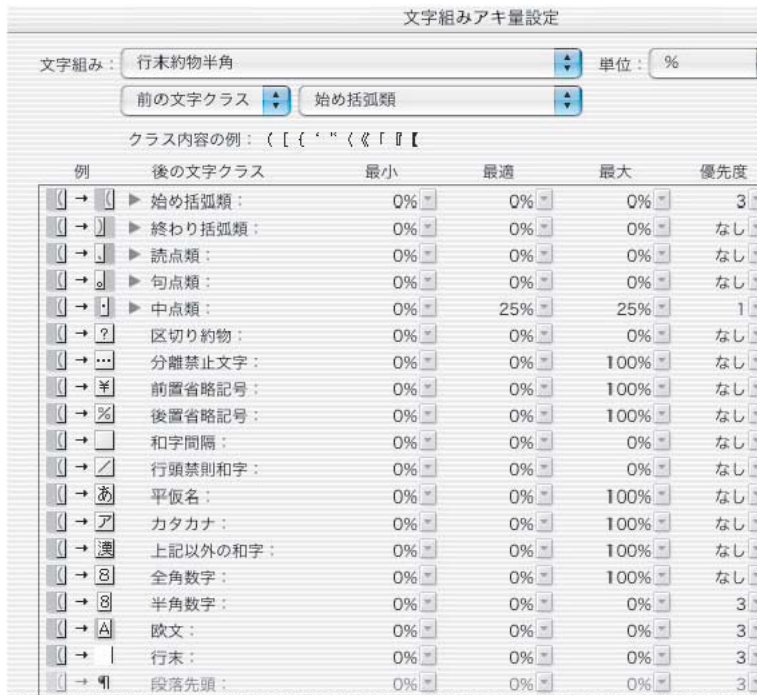 文字組みアキ量設定
文字組み： 行末約物半角 単位： %
前の文字クラス 始め括弧類
クラス内容の例： ( [ { ‘ “ 〈 《 「 『 【
例 後の文字クラス 最小 最適 最大 優先度
( → ( ▶ 始め括弧類： 0% 0% 0% 3
( → ) ▶ 終わり括弧類： 0% 0% 0% なし
( → . ▶ 読点類： 0% 0% 0% なし
( → 。 ▶ 句点類： 0% 0% 0% なし
( → ・ ▶ 中点類： 0% 25% 25% 1
( → ? 区切り約物： 0% 0% 0% なし
( → … 分離禁止文字： 0% 0% 100% なし
( → ¥ 前置省略記号： 0% 0% 100% なし
( → % 後置省略記号： 0% 0% 100% なし
( → 和字間隔： 0% 0% 0% なし
( → ／ 行頭禁則和字： 0% 0% 0% なし
( → あ 平仮名： 0% 0% 100% なし
( → ア カタカナ： 0% 0% 100% なし
( → 漢 上記以外の和字： 0% 0% 100% なし
( → 8 全角数字： 0% 0% 100% なし
( → 8 半角数字： 0% 0% 0% 3
( → A 欧文： 0% 0% 0% 3
( → | 行末： 0% 0% 0% 3
( → ¶ 段落先頭： 0% 0% 0% 3